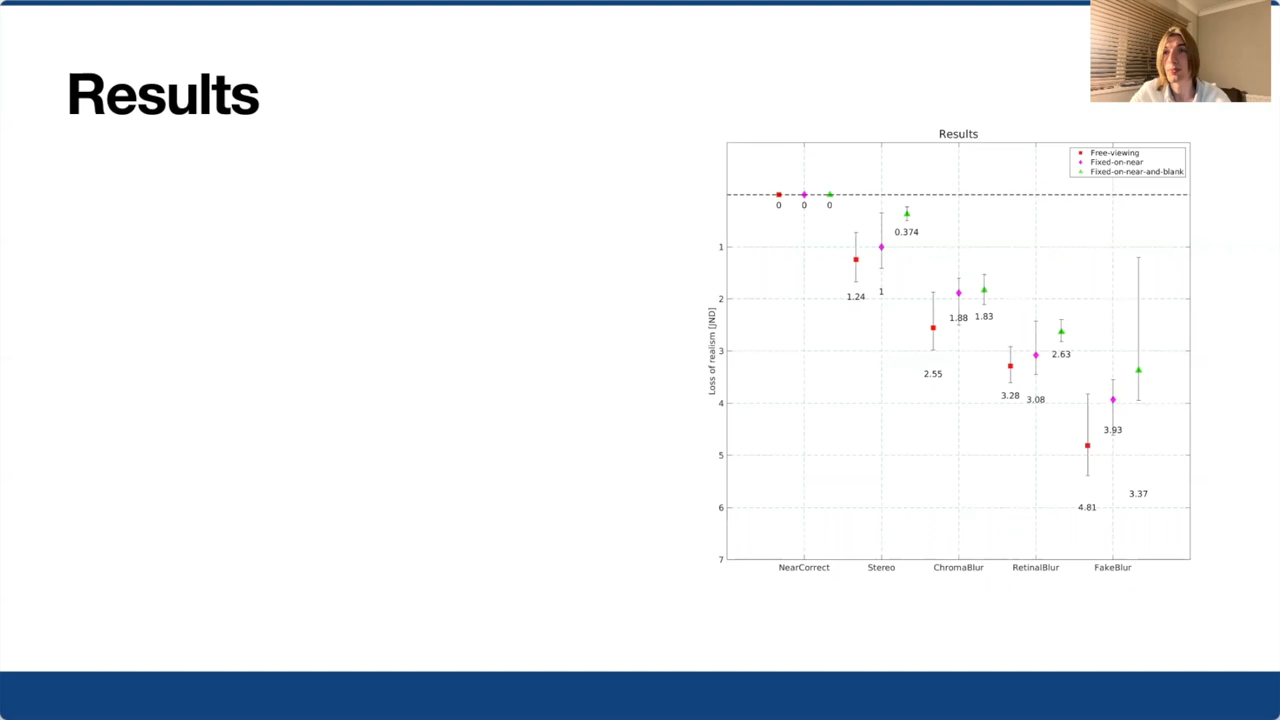 Results
Results
Free-viewing
Fixed-on-near
Fixed-on-near-and-blank
0 0 0
0.374
1.24 1
1.88 1.83
2.55
2.63
3.28 3.08
3.93
3.37
4.81
Loss of realism [JND]
1
2
3
4
5
6
7
NearCorrect Stereo ChromaBlur RetinalBlur FakeBlur